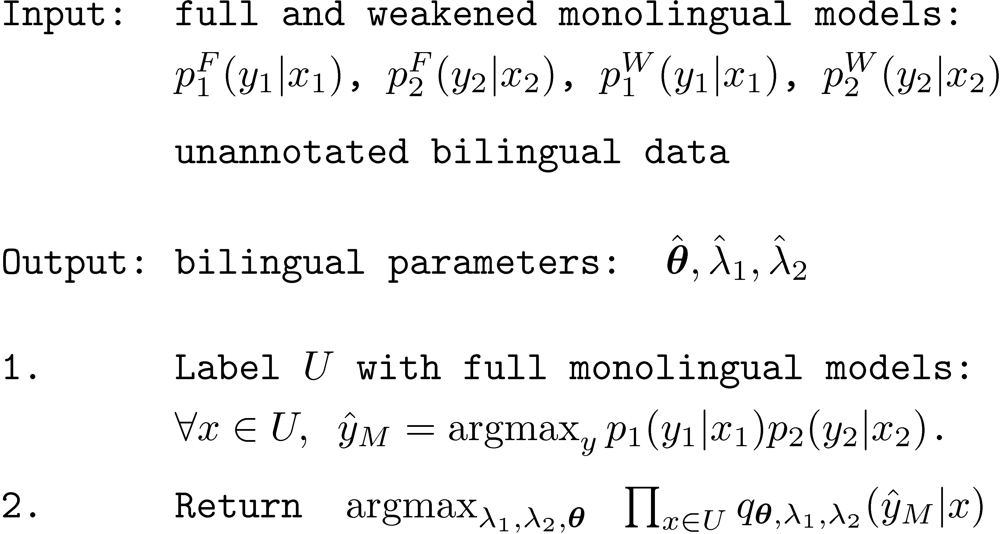 Input: full and weakened monolingual models:
$p_1^F(y_1|x_1)$, $p_2^F(y_2|x_2)$, $p_1^W(y_1|x_1)$, $p_2^W(y_2|x_2)$
unannotated bilingual data
Output: bilingual parameters: $\hat{\boldsymbol{\theta}}, \hat{\lambda}_1, \hat{\lambda}_2$
1. Label $U$ with full monolingual models:
$\forall x \in U, \ \hat{y}_M = \operatorname{argmax}_y p_1(y_1|x_1)p_2(y_2|x_2)$.
2. Return $\operatorname{argmax}_{\lambda_1,\lambda_2,\boldsymbol{\theta}} \prod_{x \in U} q_{\boldsymbol{\theta},\lambda_1,\lambda_2}(\hat{y}_M|x)$